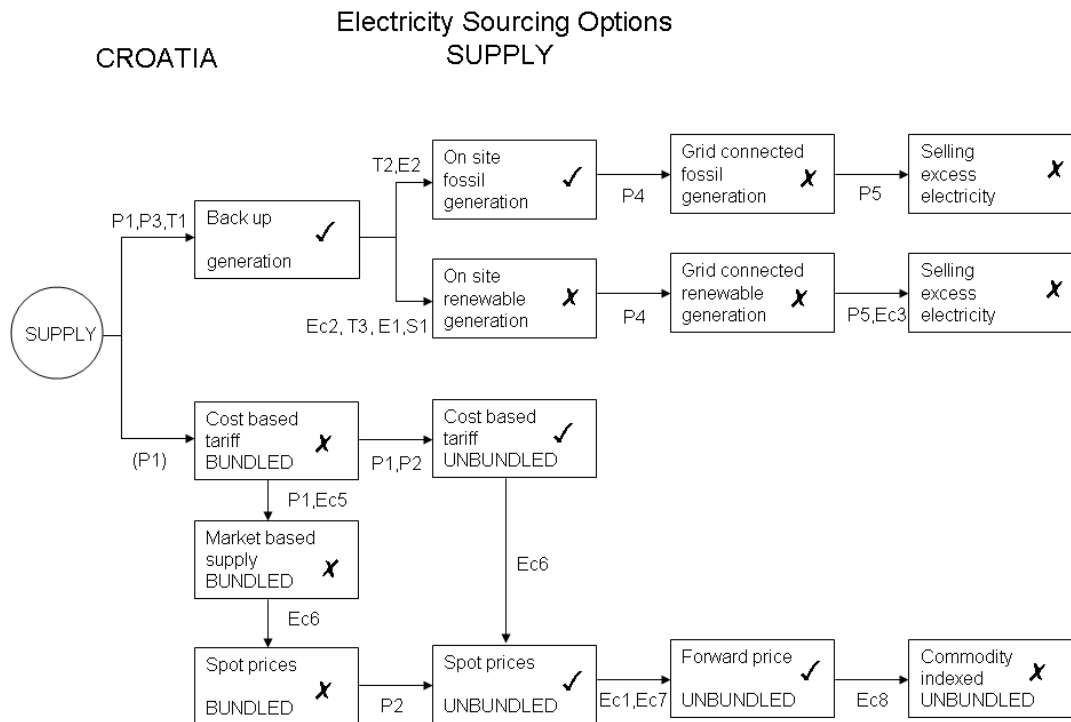 Electricity Sourcing Options
SUPPLY
CROATIA
SUPPLY
P1,P3,T1
Back up
generation
T2,E2
On site
fossil
generation
P4
Grid connected
fossil
generation
P5
Selling
excess
electricity
Ec2, T3, E1,S1
On site
renewable
generation
P4
Grid connected
renewable
generation
P5,Ec3
Selling
excess
electricity
(P1)
Cost based
tariff
BUNDLED
P1,P2
Cost based
tariff
UNBUNDLED
P1,Ec5
Market based
supply
BUNDLED
Ec6
Ec6
Spot prices
BUNDLED
P2
Spot prices
UNBUNDLED
Ec1,Ec7
Forward price
UNBUNDLED
Ec8
Commodity
indexed
UNBUNDLED